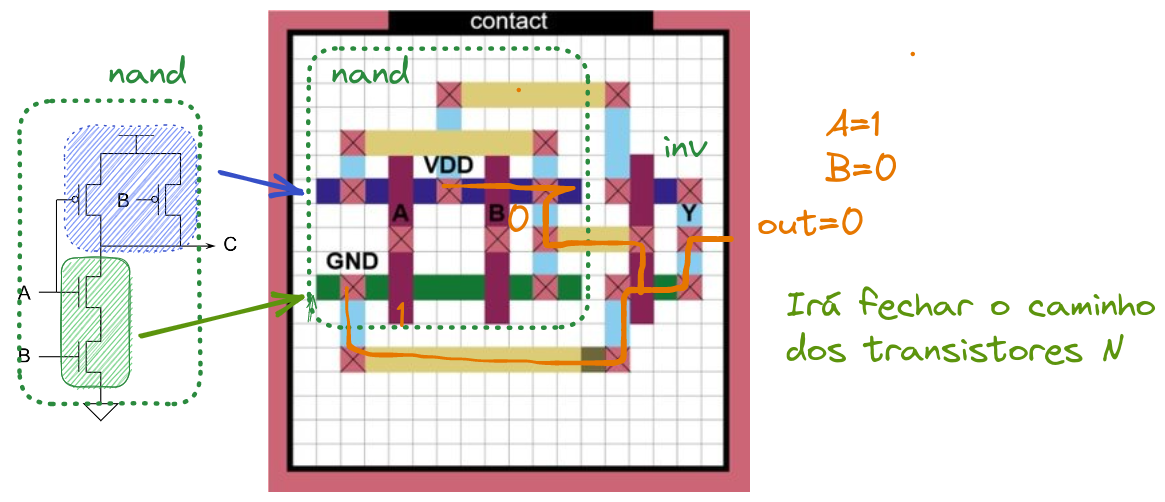 contact
nand
nand
inv
VDD
A=1
B=0
B
A
B
0
Y
out=0
C
GND
A
1
Irá fechar o caminho
dos transistores N
B